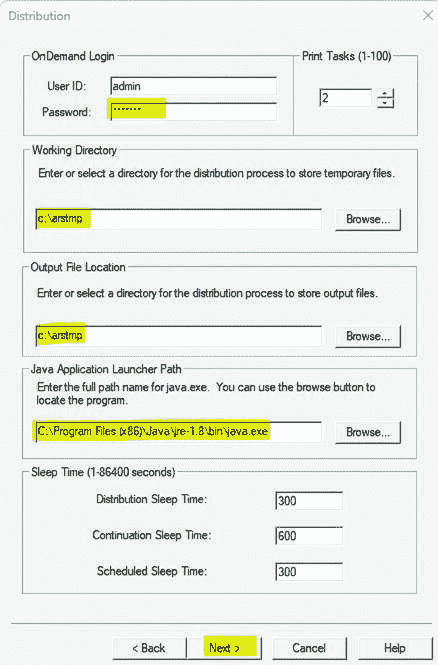 Distribution
OnDemand Login
Print Tasks (1-100)
User ID: admin
2
Password: *******
Working Directory
Enter or select a directory for the distribution process to store temporary files.
c:\arstmp Browse...
Output File Location
Enter or select a directory for the distribution process to store output files.
c:\arstmp Browse...
Java Application Launcher Path
Enter the full path name for java.exe. You can use the browse button to
locate the program.
C:\Program Files (x86)\Java\jre-1.8\bin\java.exe Browse...
Sleep Time (1-86400 seconds)
Distribution Sleep Time: 300
Continuation Sleep Time: 600
Scheduled Sleep Time: 300
< Back Next > Cancel Help